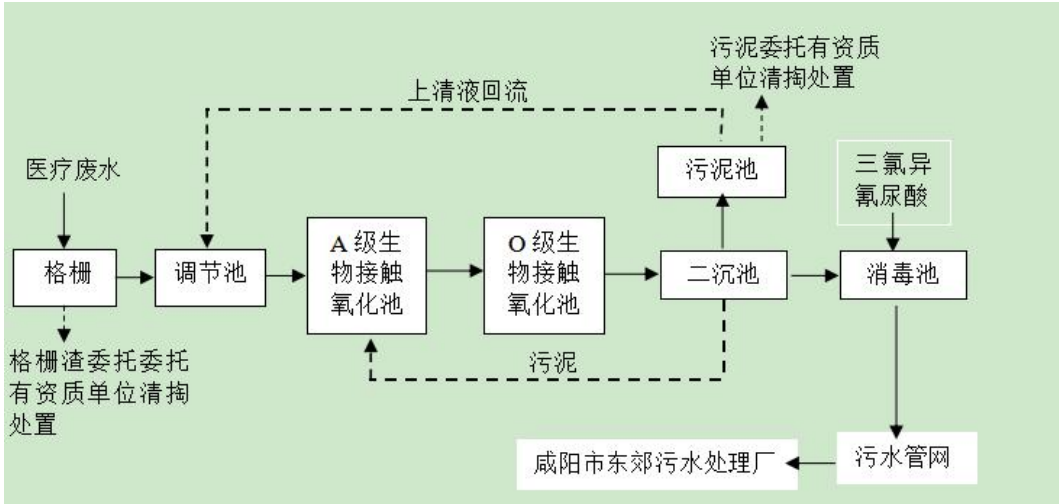 污泥委托有资质
单位清掏处置
上清液回流
医疗废水
污泥池
三氯异
氰尿酸
格栅
调节池
A 级生
物接触
氧化池
O 级生
物接触
氧化池
二沉池
消毒池
污泥
格栅渣委托委托
有资质单位清掏
处置
咸阳市东郊污水处理厂
污水管网